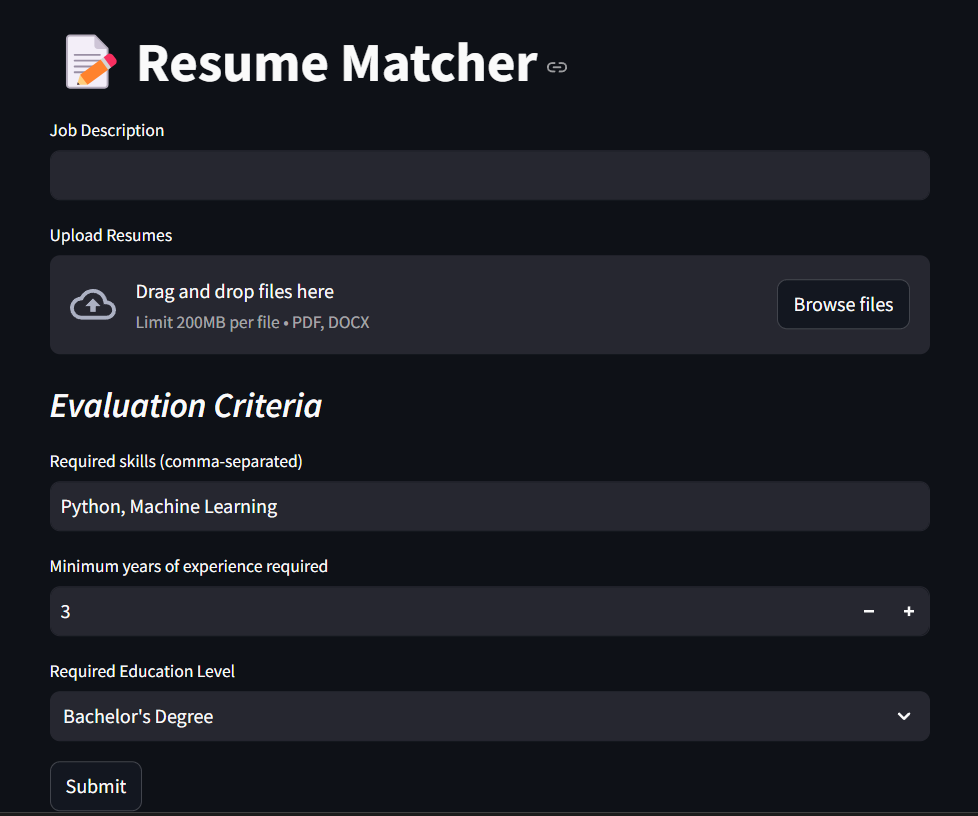 Resume Matcher
Job Description
Upload Resumes
Drag and drop files here
Limit 200MB per file • PDF, DOCX
Browse files
Evaluation Criteria
Required skills (comma-separated)
Python, Machine Learning
Minimum years of experience required
3
Required Education Level
Bachelor's Degree
Submit